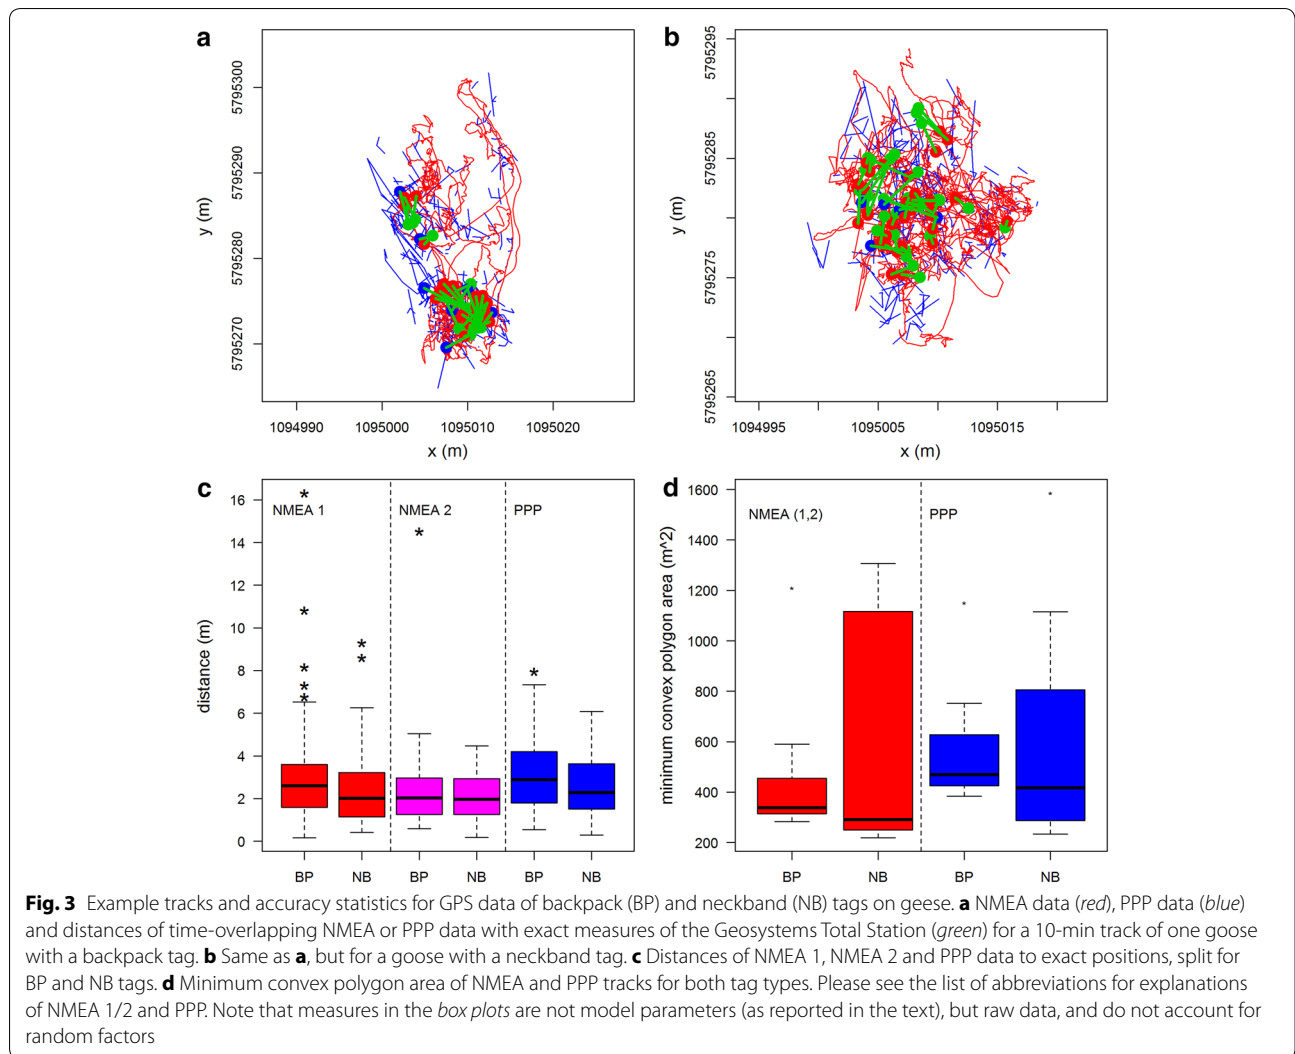 a
y (m)
5795270
5795280
5795290
5795300
1094990 1095000 1095010 1095020
x (m)
b
y (m)
5795265
5795275
5795285
5795295
1094995 1095005 1095015
x (m)
c
distance (m)
16
14
12
10
8
6
4
2
0
NMEA 1 NMEA 2 PPP
BP NB BP NB BP NB
d
minimum convex polygon area (m^2)
1600
1400
1200
1000
800
600
400
200
NMEA (1,2) PPP
BP NB BP NB
Fig. 3 Example tracks and accuracy statistics for GPS data of backpack (BP) and neckband (NB) tags on geese. a NMEA data (red), PPP data (blue)
and distances of time-overlapping NMEA or PPP data with exact measures of the Geosystems Total Station (green) for a 10-min track of one goose
with a backpack tag. b Same as a, but for a goose with a neckband tag. c Distances of NMEA 1, NMEA 2 and PPP data to exact positions, split for
BP and NB tags. d Minimum convex polygon area of NMEA and PPP tracks for both tag types. Please see the list of abbreviations for explanations
of NMEA 1/2 and PPP. Note that measures in the box plots are not model parameters (as reported in the text), but raw data, and do not account for
random factors